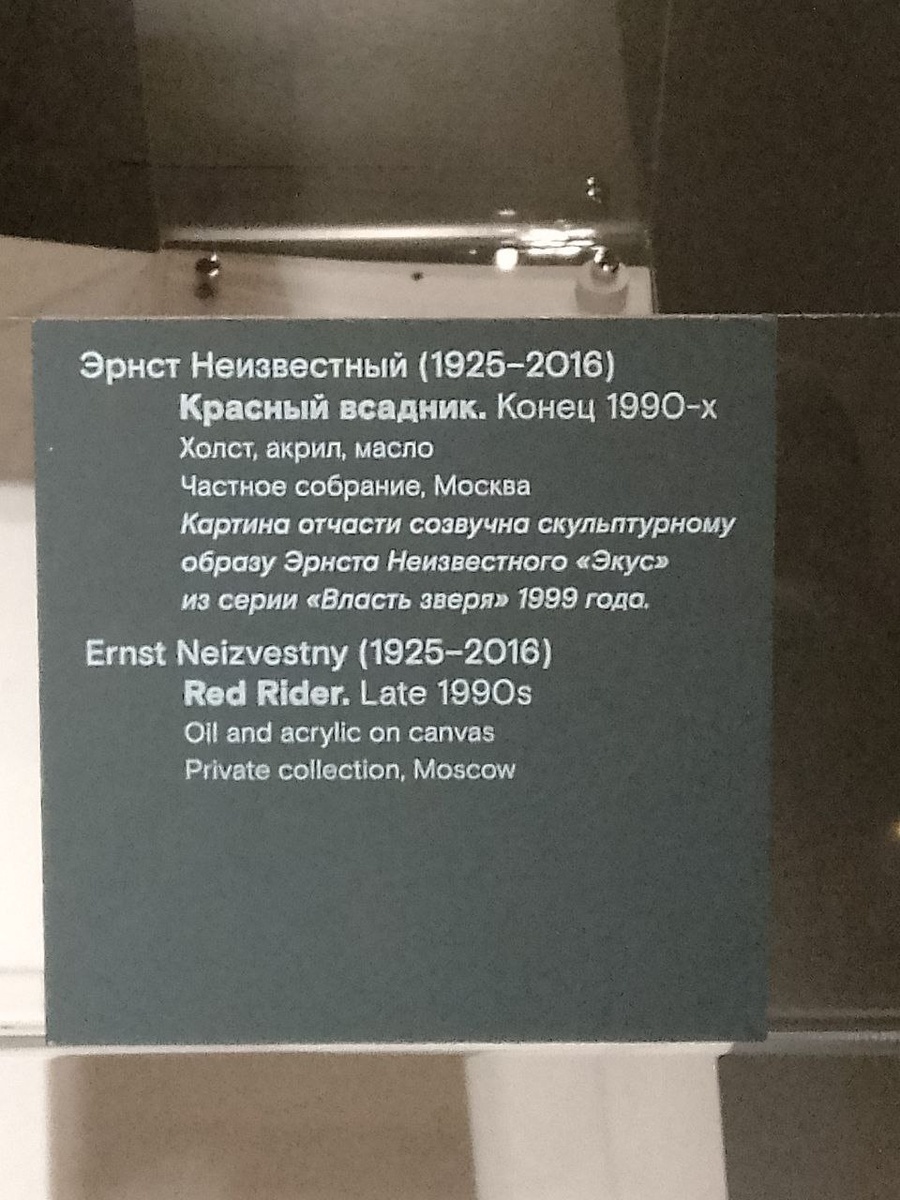 Эрнст Неизвестный (1925–2016)
Красный всадник. Конец 1990-х
Холст, акрил, масло
Частное собрание, Москва
Картина отчасти созвучна скульптурному
образу Эрнста Неизвестного «Экус»
из серии «Власть зверя» 1999 года.
Ernst Neizvestny (1925–2016)
Red Rider. Late 1990s
Oil and acrylic on canvas
Private collection, Moscow